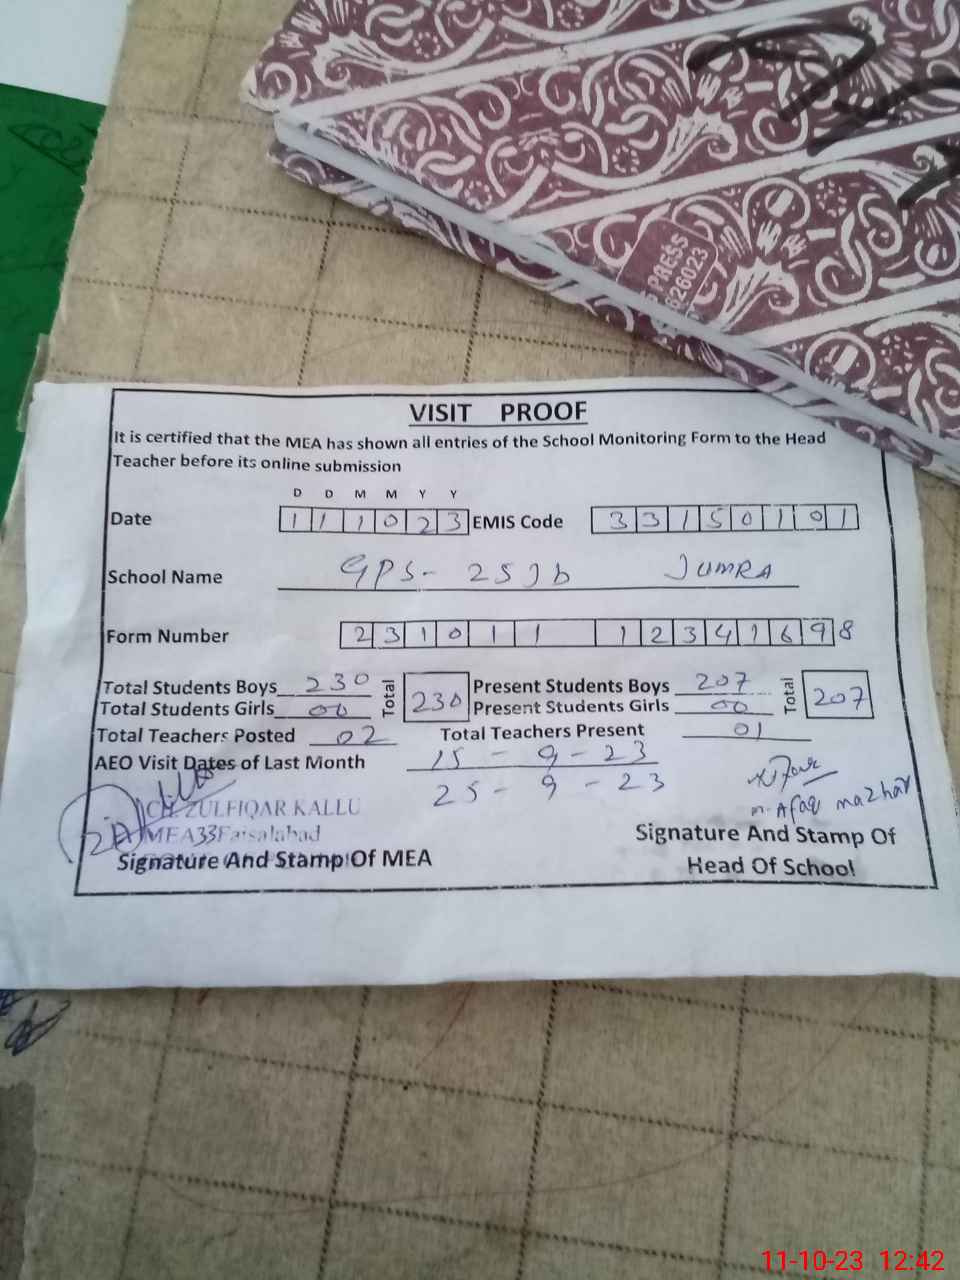 PRESS
626023
VISIT PROOF
It is certified that the MEA has shown all entries of the School Monitoring Form to the Head
Teacher before its online submission
D D M M Y Y
Date 1 1 1 0 2 3 EMIS Code 3 3 1 5 0 1 0 1
School Name GPS- 25Jb JUMRA
Form Number 2 3 1 0 1 1 1 2 3 4 1 6 9 8
Total Students Boys 230 Total 230 Present Students Boys 207 Total 207
Total Students Girls 00 Present Students Girls 00
Total Teachers Posted 02 Total Teachers Present 01
AEO Visit Dates of Last Month 15 - 9 - 23
25 - 9 - 23
CH. ZULFIQAR KALLU
m. Afaq mazhar
MEA33Faisalabad
Signature And Stamp Of MEA
Signature And Stamp Of
Head Of School
11-10-23 12:42